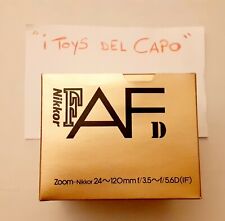 "i TOYS DEL CAPO"
Nikkor
AF D
Zoom-Nikkor 24~120mm f/3.5~f/5.6D(IF)